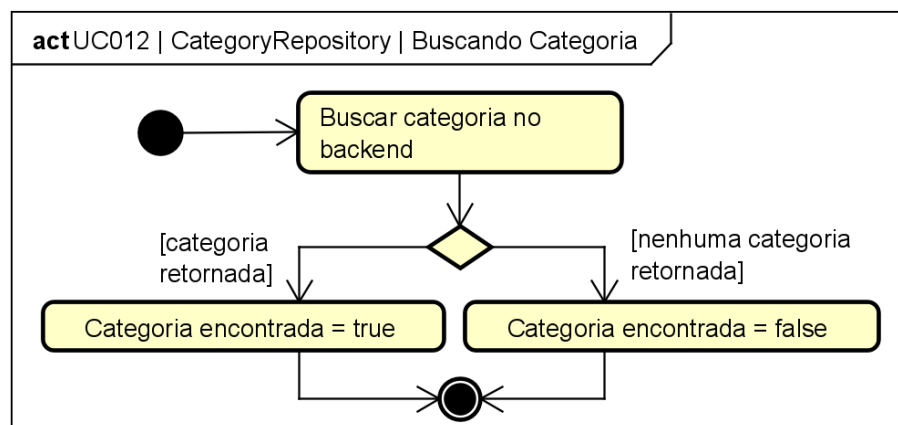 act UC012 | CategoryRepository | Buscando Categoria
Buscar categoria no
backend
[categoria
retornada]
[nenhuma categoria
retornada]
Categoria encontrada = true
Categoria encontrada = false